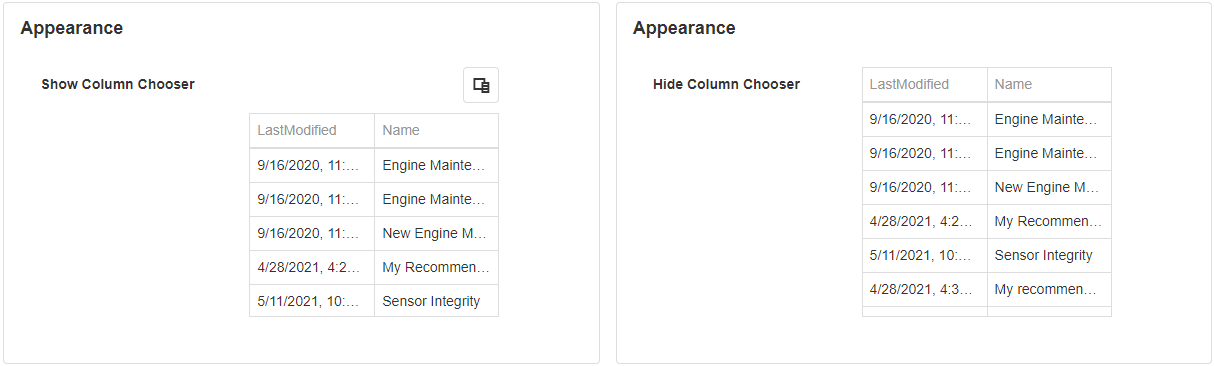 Appearance
Show Column Chooser
LastModified Name
9/16/2020, 11:... Engine Mainte...
9/16/2020, 11:... Engine Mainte...
9/16/2020, 11:... New Engine M...
4/28/2021, 4:2... My Recommen...
5/11/2021, 10:... Sensor Integrity
Appearance
Hide Column Chooser
LastModified Name
9/16/2020, 11:... Engine Mainte...
9/16/2020, 11:... Engine Mainte...
9/16/2020, 11:... New Engine M...
4/28/2021, 4:2... My Recommen...
5/11/2021, 10:... Sensor Integrity
4/28/2021, 4:3... My recommen...